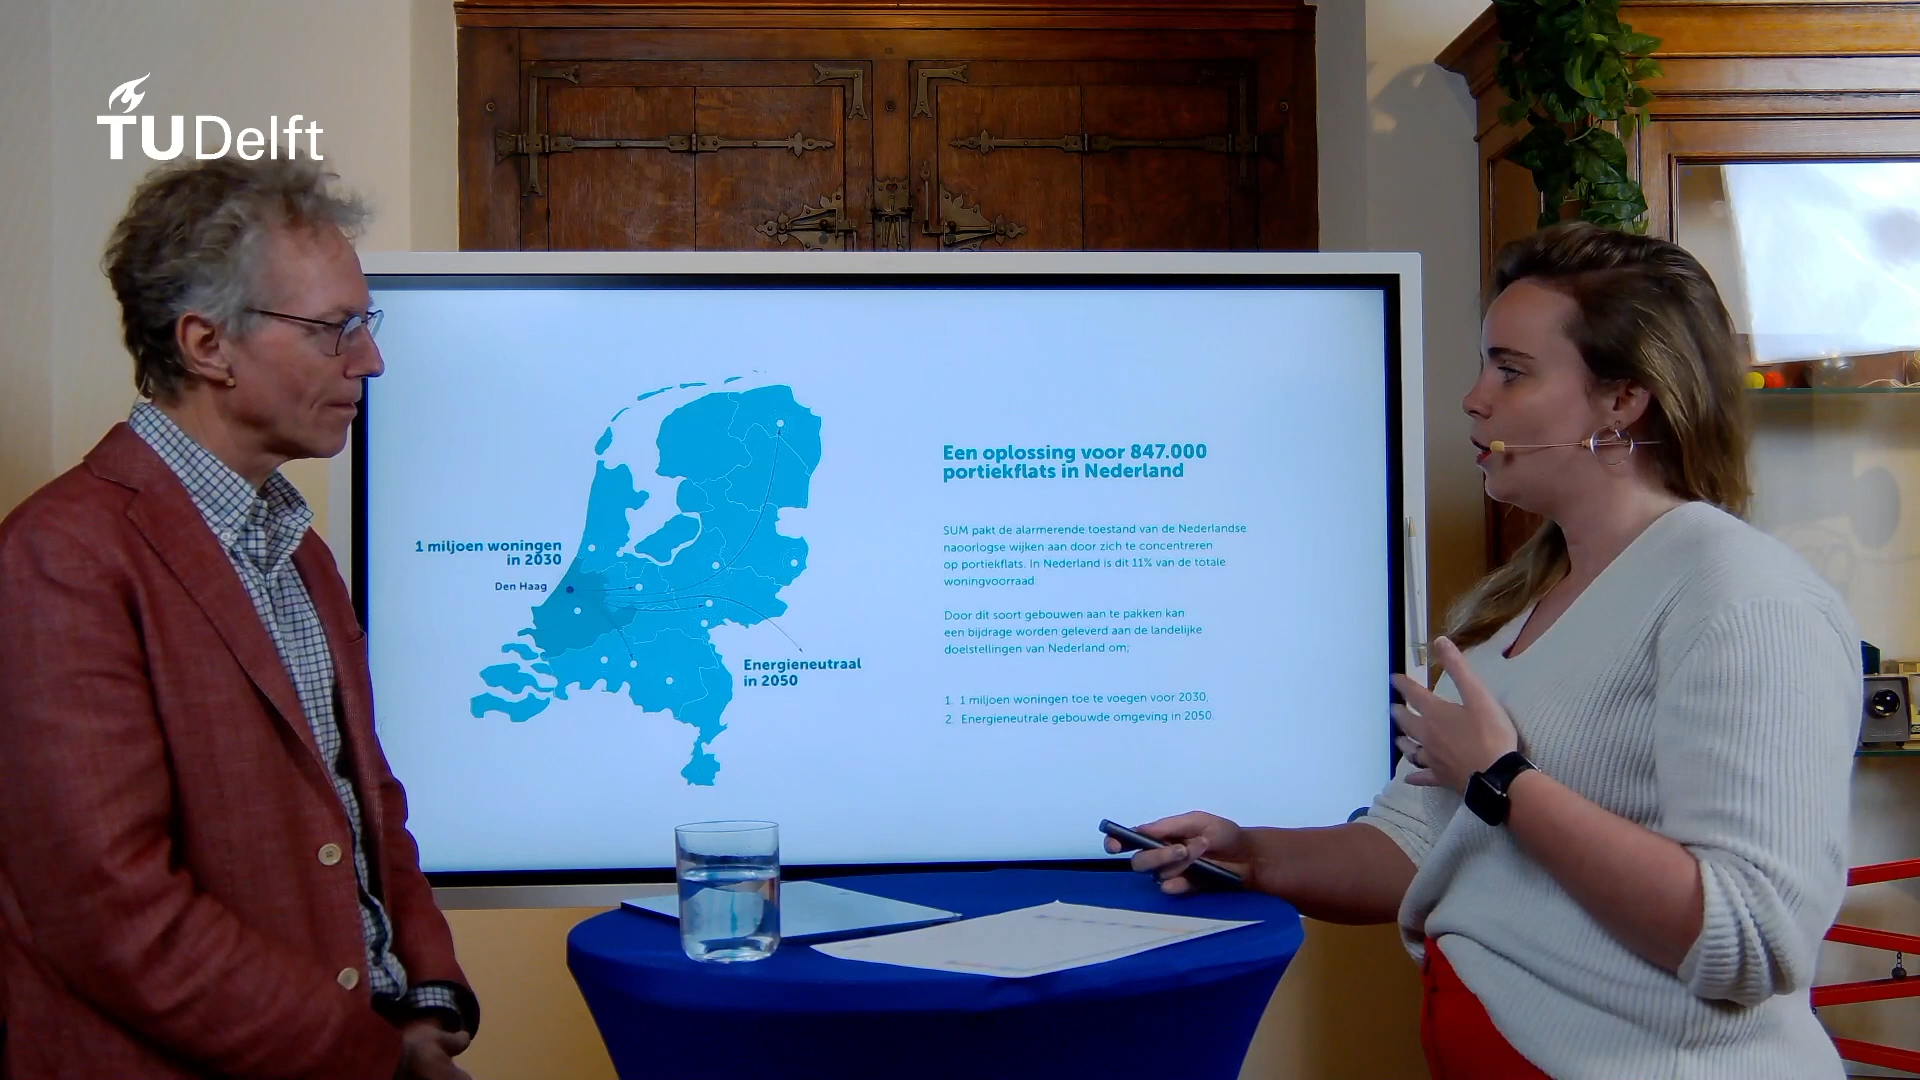 TUDelft
1 miljoen woningen
in 2030
Den Haag
Energieneutraal
in 2050
Een oplossing voor 847.000
portiekflats in Nederland
SUM pakt de alarmerende toestand van de Nederlandse
naoorlogse wijken aan door zich te concentreren
op portiekflats. In Nederland is dit 11% van de totale
woningvoorraad
Door dit soort gebouwen aan te pakken kan
een bijdrage worden geleverd aan de landelijke
doelstellingen van Nederland om;
1. 1 miljoen woningen toe te voegen voor 2030,
2. Energieneutrale gebouwde omgeving in 2050.